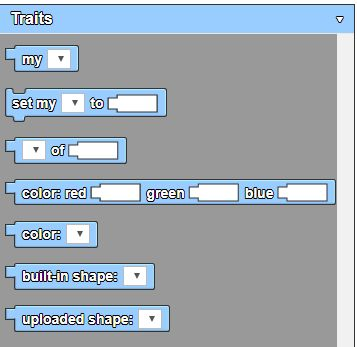 Traits
my
set my to
of
color: red green blue
color:
built-in shape:
uploaded shape: